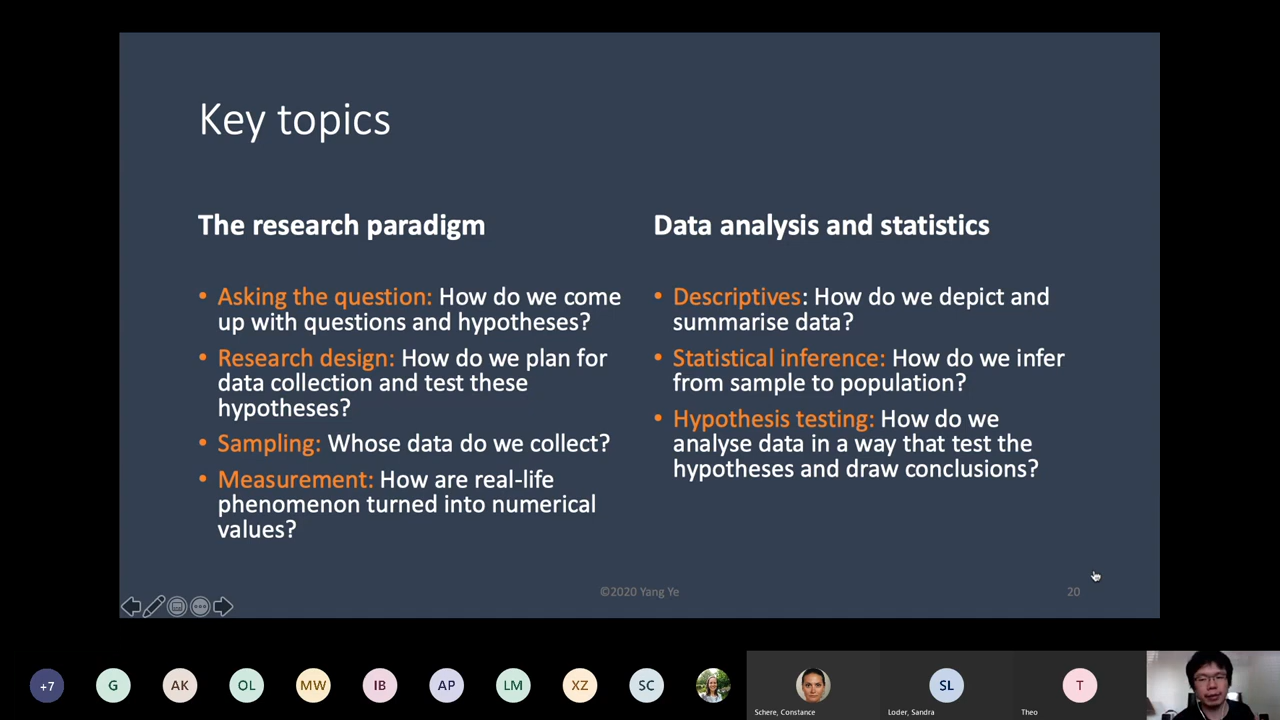 Key topics
The research paradigm
• Asking the question: How do we come
up with questions and hypotheses?
• Research design: How do we plan for
data collection and test these
hypotheses?
• Sampling: Whose data do we collect?
• Measurement: How are real-life
phenomenon turned into numerical
values?
Data analysis and statistics
• Descriptives: How do we depict and
summarise data?
• Statistical inference: How do we infer
from sample to population?
• Hypothesis testing: How do we
analyse data in a way that test the
hypotheses and draw conclusions?
©2020 Yang Ye
20
+7 G AK OL MW IB AP LM XZ SC SL T
Schere, Constance Loder, Sandra Theo